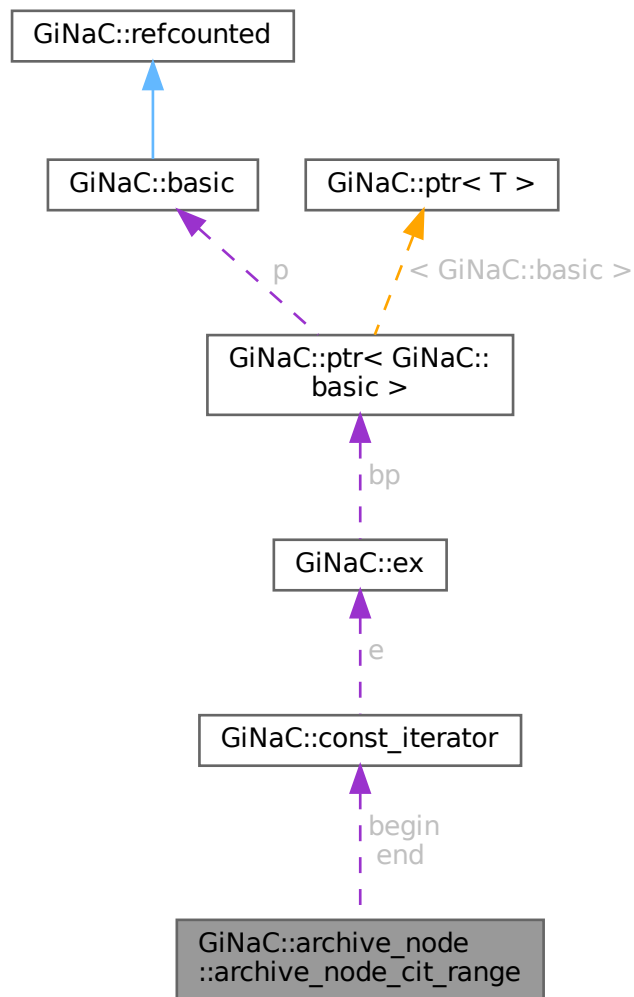 GiNaC::refcounted
GiNaC::basic
GiNaC::ptr< T >
p
< GiNaC::basic >
GiNaC::ptr< GiNaC::
basic >
bp
GiNaC::ex
e
GiNaC::const_iterator
begin
end
GiNaC::archive_node
::archive_node_cit_range